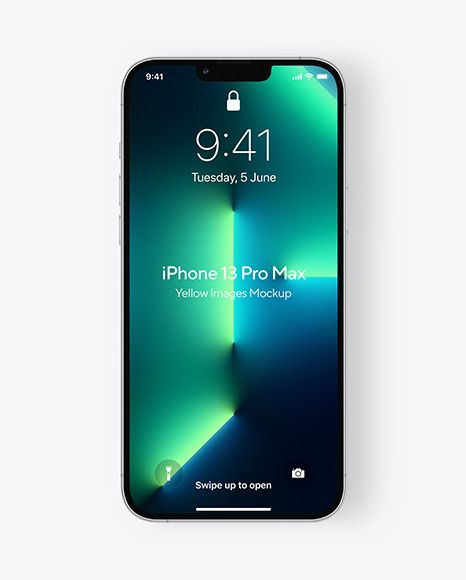 9:41
9:41
Tuesday, 5 June
iPhone 13 Pro Max
Yellow Images Mockup
Swipe up to open